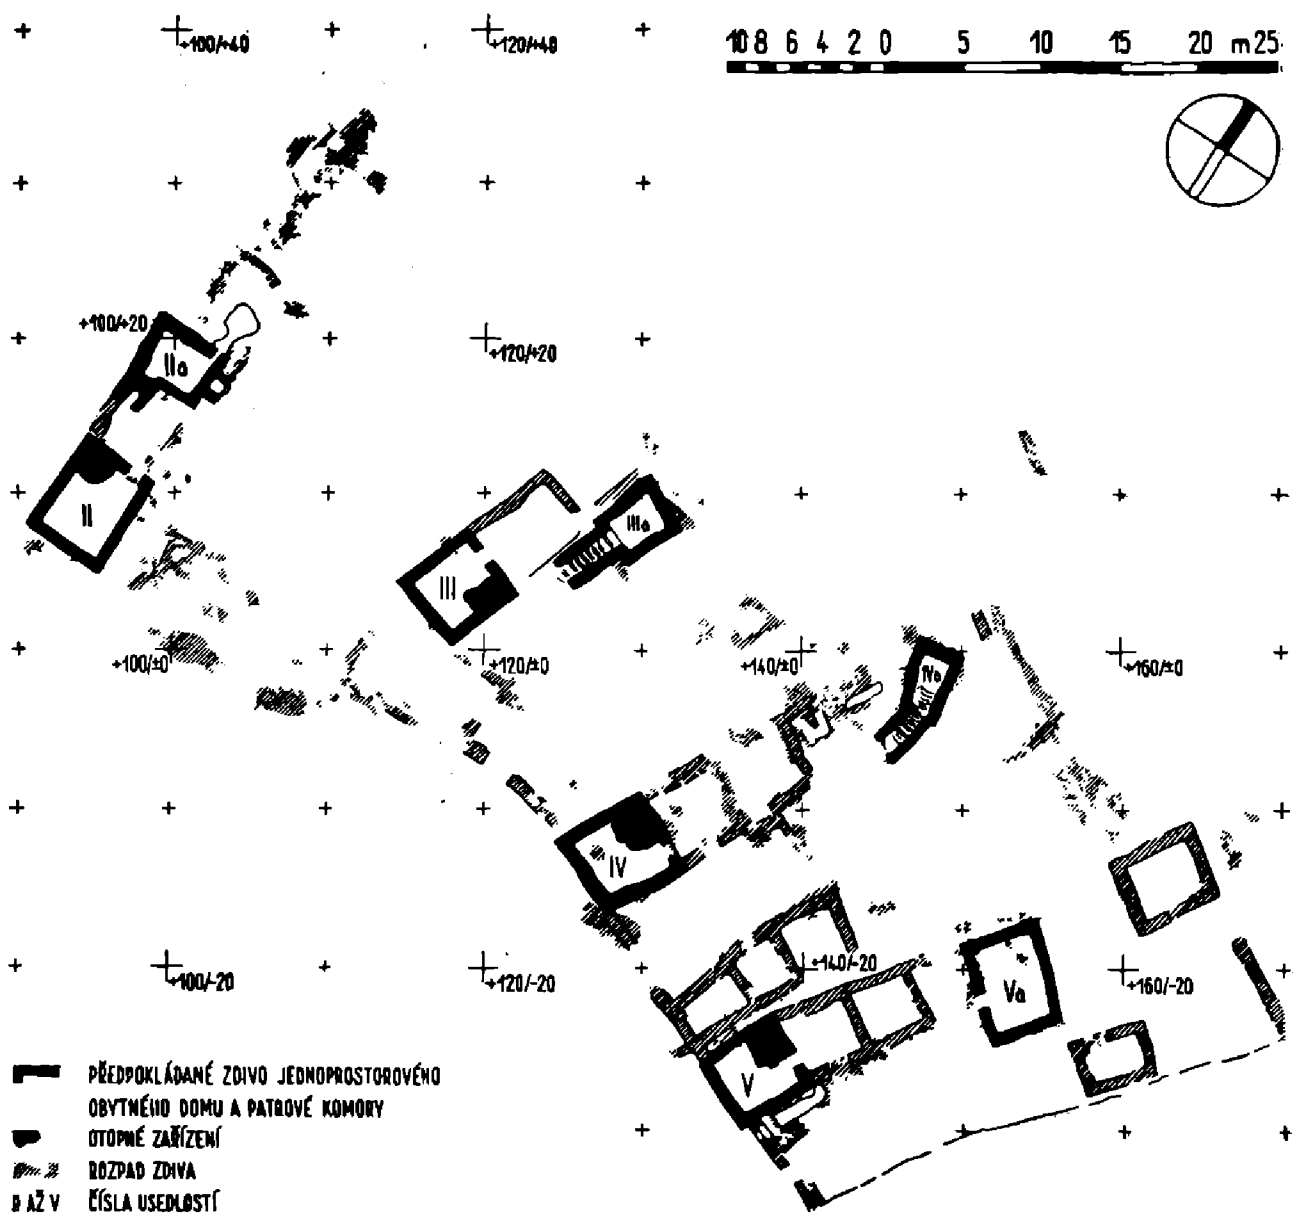 +100/+40
+120/+40
10 8 6 4 2 0 5 10 15 20 m 25
+100/+20
+120/+20
IIa
II
IIIa
III
+100/±0
+120/±0
+140/±0
+160/±0
IVa
IV
+100/-20
+120/-20
+140/-20
+160/-20
Va
V
PŘEDPOKLÁDANÉ ZDIVO JEDNOPROSTOROVÉHO
OBYTNÉHO DOMU A PATROVÉ KOMORY
OTOPNÉ ZAŘÍZENÍ
ROZPAD ZDIVA
II AŽ V ČÍSLA USEDLOSTÍ